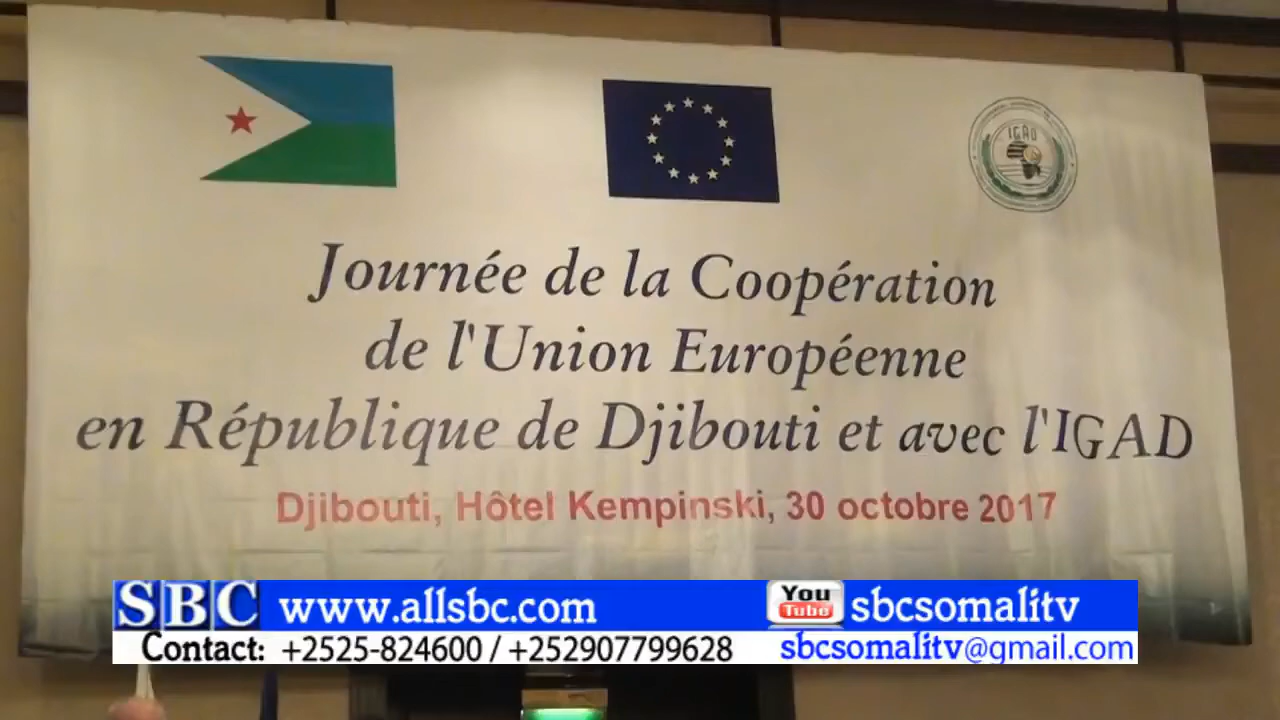 IGAD
Journée de la Coopération
de l'Union Européenne
en République de Djibouti et avec l'IGAD
Djibouti, Hôtel Kempinski, 30 octobre 2017
SBC www.allsbc.com You Tube sbcsomalitv
Contact: +2525-824600 / +252907799628 sbcsomalitv@gmail.com